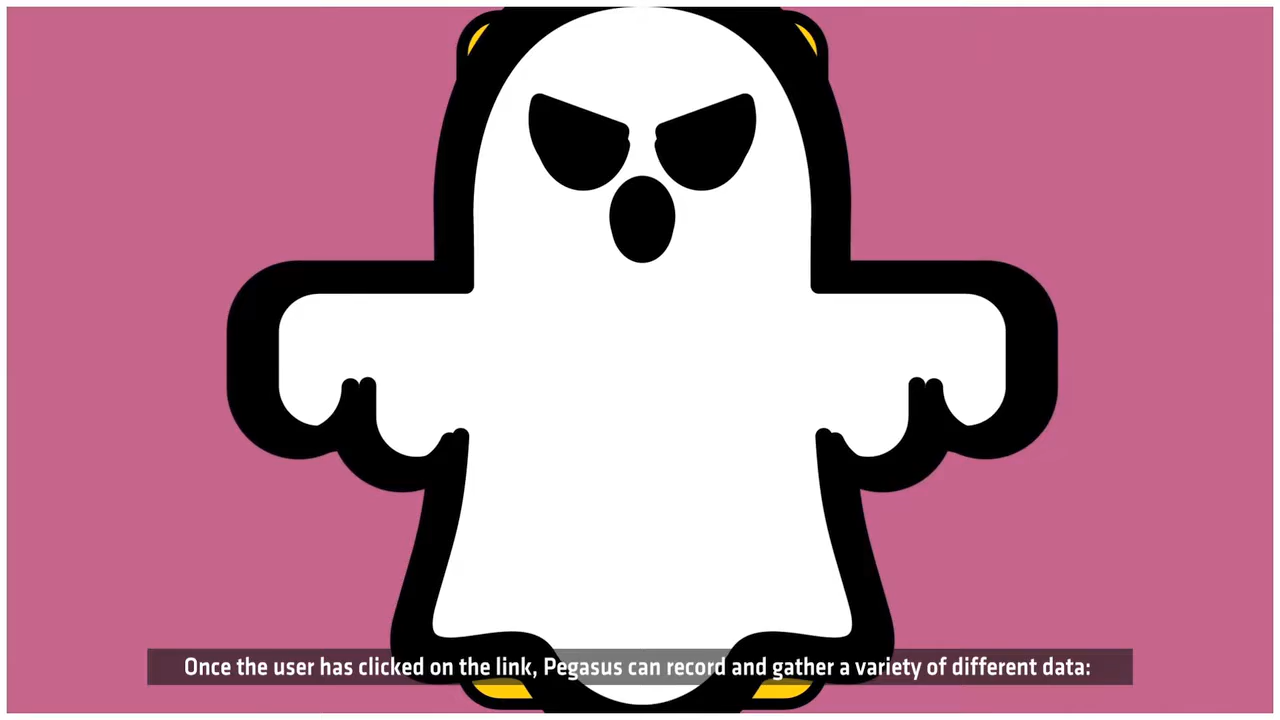 Once the user has clicked on the link, Pegasus can record and gather a variety of different data: